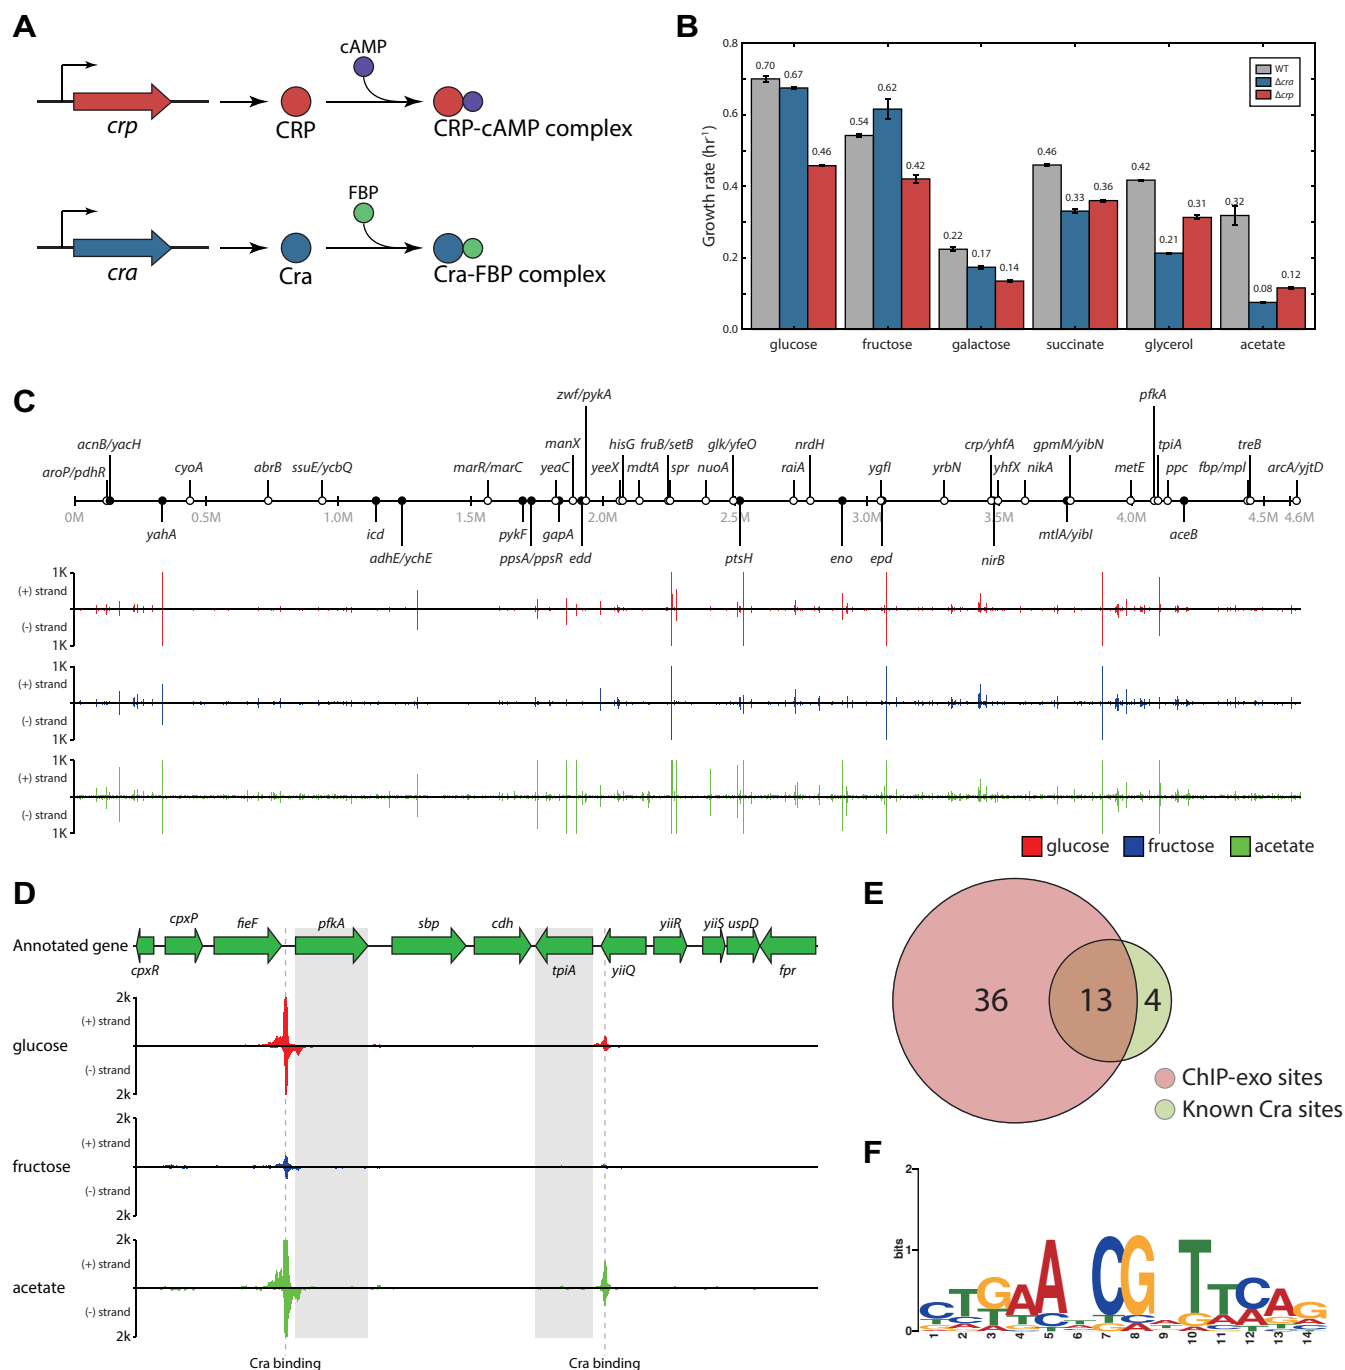 A
cAMP
crp
CRP
CRP-cAMP complex
FBP
cra
Cra
Cra-FBP complex
B
Growth rate (hr⁻¹)
0.8
0.6
0.4
0.2
0.0
0.70
0.67
0.46
0.54
0.62
0.42
0.22
0.17
0.14
0.46
0.33
0.36
0.42
0.21
0.31
0.32
0.08
0.12
WT
Δcra
Δcrp
glucose
fructose
galactose
succinate
glycerol
acetate
C
zwf/pykA
pfkA
acnB/yacH
manX
hisG
fruB/setB
glk/yfeO
nrdH
crp/yhfA
gpmM/yibN
tpiA
treB
aroP/pdhR
cyoA
abrB
ssuE/ycbQ
marR/marC
yeaC
yeeX
mdtA
spr
nuoA
raiA
ygfI
yrbN
yhfX
nikA
metE
ppc
fbp/mpl
arcA/yjtD
0M
0.5M
1.0M
1.5M
2.0M
2.5M
3.0M
3.5M
4.0M
4.5M
4.6M
yahA
icd
pykF
gapA
mtlA/yibI
aceB
adhE/ychE
ppsA/ppsR
edd
ptsH
eno
epd
nirB
1K
(+) strand
(-) strand
1K
1K
(+) strand
(-) strand
1K
1K
(+) strand
(-) strand
1K
glucose
fructose
acetate
D
Annotated gene
cpxR
cpxP
fieF
pfkA
sbp
cdh
tpiA
yiiQ
yiiR
yiiS
uspD
fpr
glucose
2k
(+) strand
(-) strand
2k
fructose
2k
(+) strand
(-) strand
2k
acetate
2k
(+) strand
(-) strand
2k
Cra binding
Cra binding
E
36
13
4
ChIP-exo sites
Known Cra sites
F
bits
2
1
0
CTGAA CG TTCAG
1 2 3 4 5 6 7 8 9 10 11 12 13 14